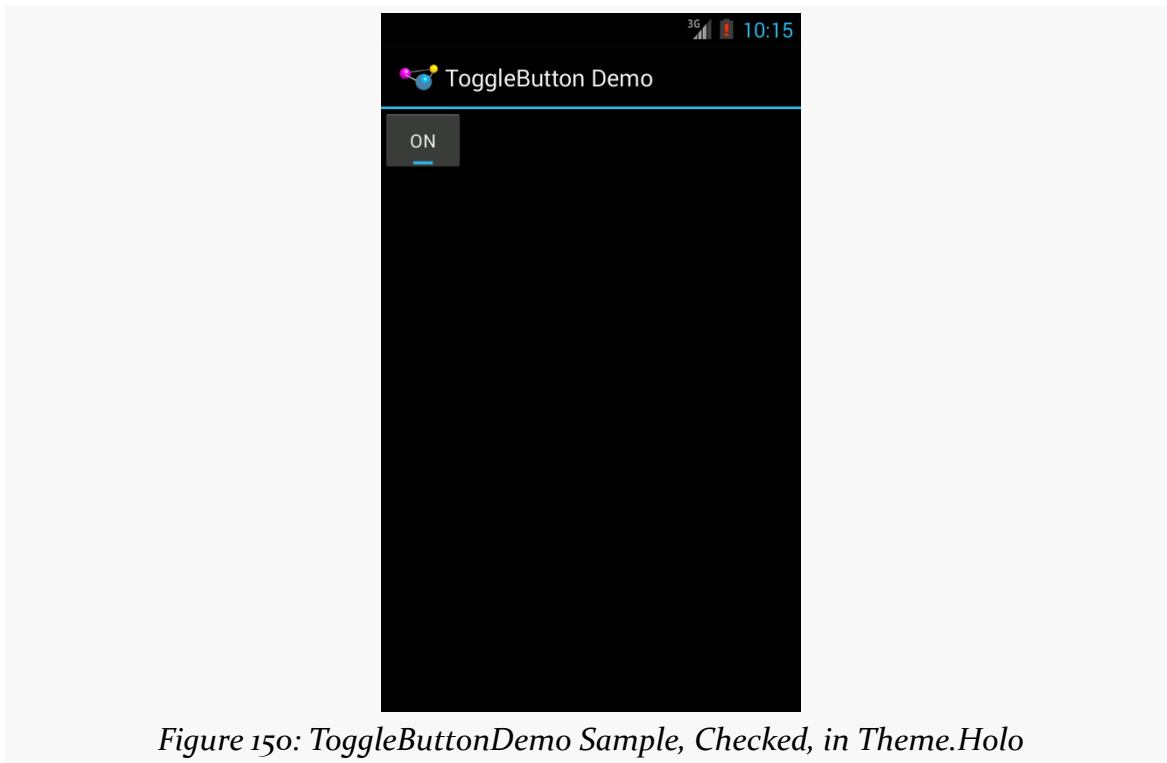 3G 10:15
ToggleButton Demo
ON
Figure 150: ToggleButtonDemo Sample, Checked, in Theme.Holo